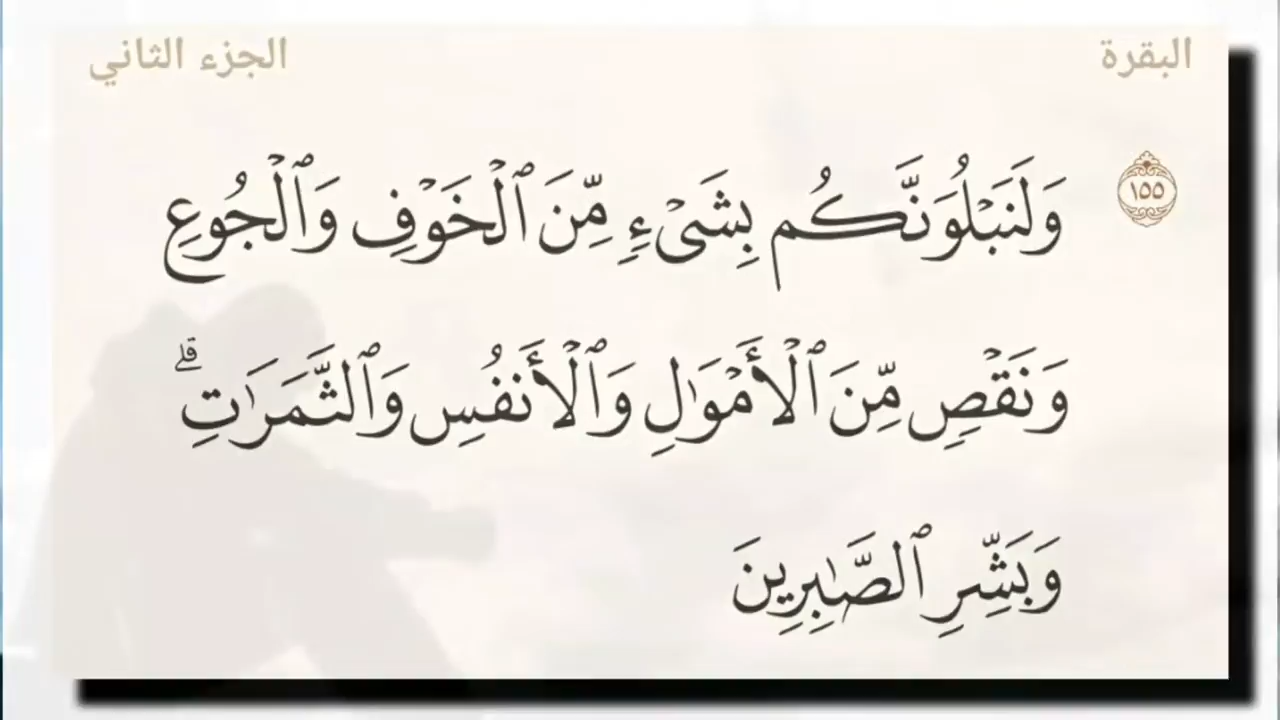 البقرة الجزء الثاني
١٥٥ وَلَنَبۡلُوَنَّكُم بِشَيۡءٖ مِّنَ ٱلۡخَوۡفِ وَٱلۡجُوعِ
وَنَقۡصٖ مِّنَ ٱلۡأَمۡوَٰلِ وَٱلۡأَنفُسِ وَٱلثَّمَرَٰتِۗ
وَبَشِّرِ ٱلصَّٰبِرِينَ